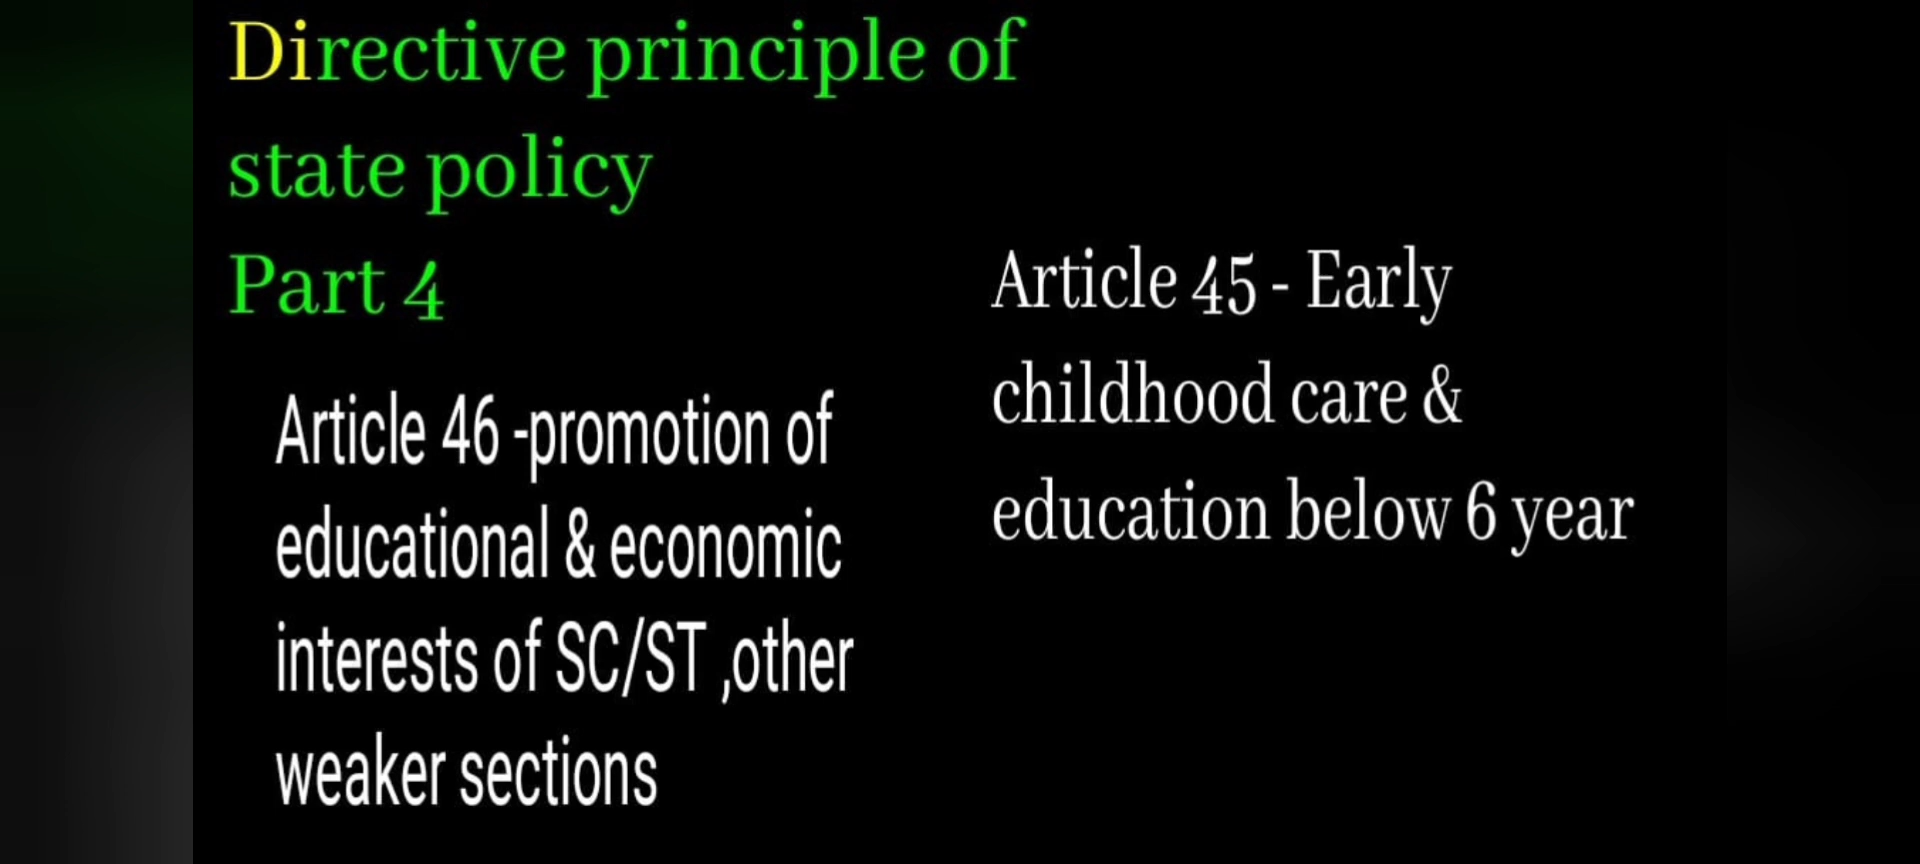 Directive principle of
state policy
Part 4
Article 46 -promotion of
educational & economic
interests of SC/ST ,other
weaker sections
Article 45 - Early
childhood care &
education below 6 year